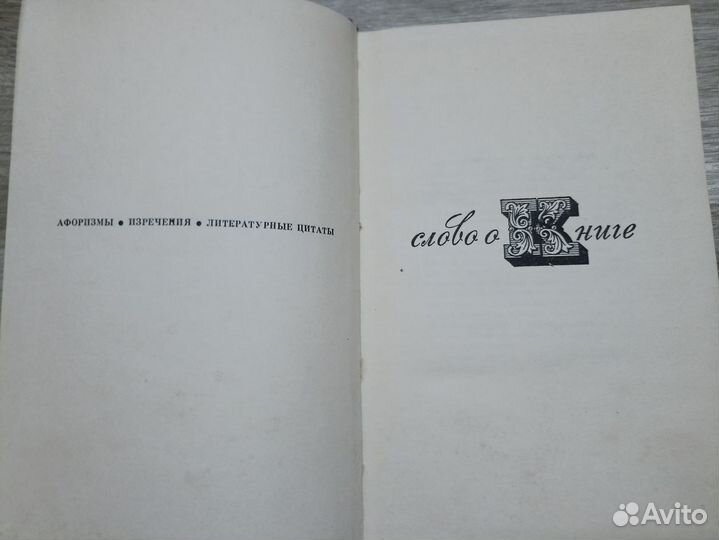 АФОРИЗМЫ • ИЗРЕЧЕНИЯ • ЛИТЕРАТУРНЫЕ ЦИТАТЫ
слово о Книге
Avito